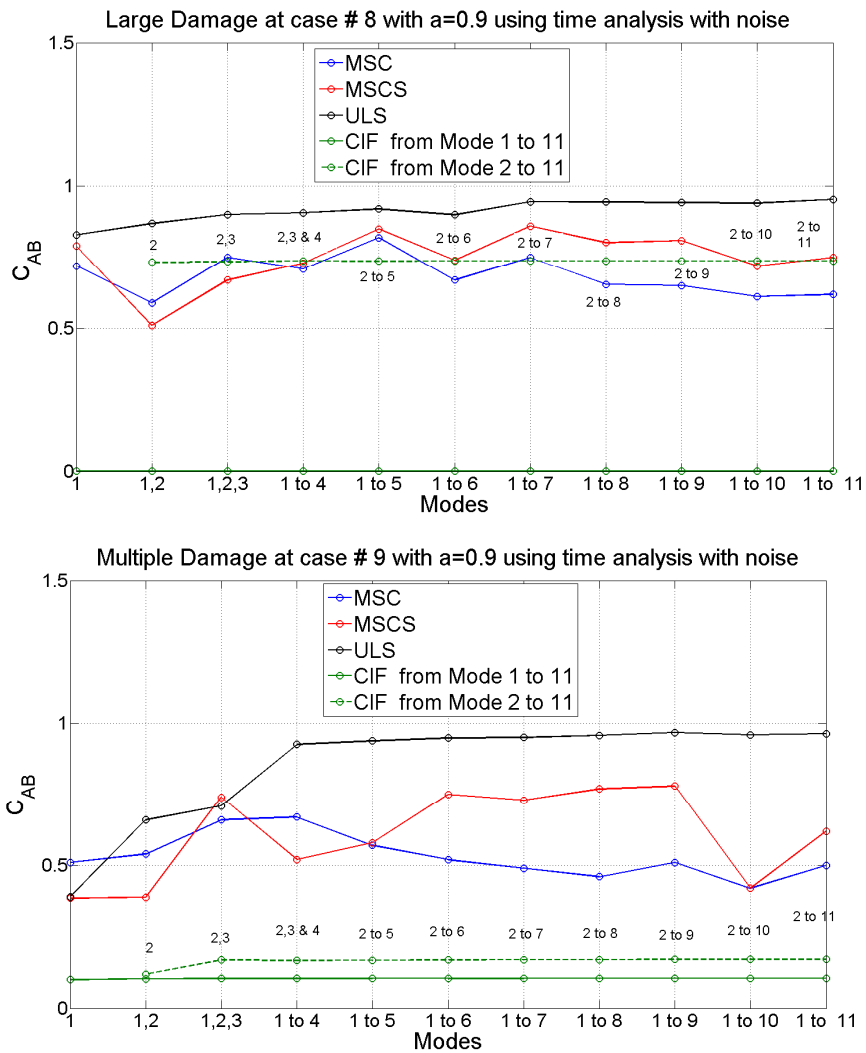 Large Damage at case # 8 with a=0.9 using time analysis with noise
1.5
MSC
MSCS
ULS
CIF from Mode 1 to 11
CIF from Mode 2 to 11
1
2
2,3
2,3 & 4
2 to 5
2 to 6
2 to 7
2 to 8
2 to 9
2 to 10
2 to
11
C_AB
0.5
0
1
1,2
1,2,3
1 to 4
1 to 5
1 to 6
1 to 7
1 to 8
1 to 9
1 to 10
1 to 11
Modes
Multiple Damage at case # 9 with a=0.9 using time analysis with noise
1.5
MSC
MSCS
ULS
CIF from Mode 1 to 11
CIF from Mode 2 to 11
1
C_AB
0.5
2
2,3
2,3 & 4
2 to 5
2 to 6
2 to 7
2 to 8
2 to 9
2 to 10
2 to 11
0
1
1,2
1,2,3
1 to 4
1 to 5
1 to 6
1 to 7
1 to 8
1 to 9
1 to 10
1 to 11
Modes